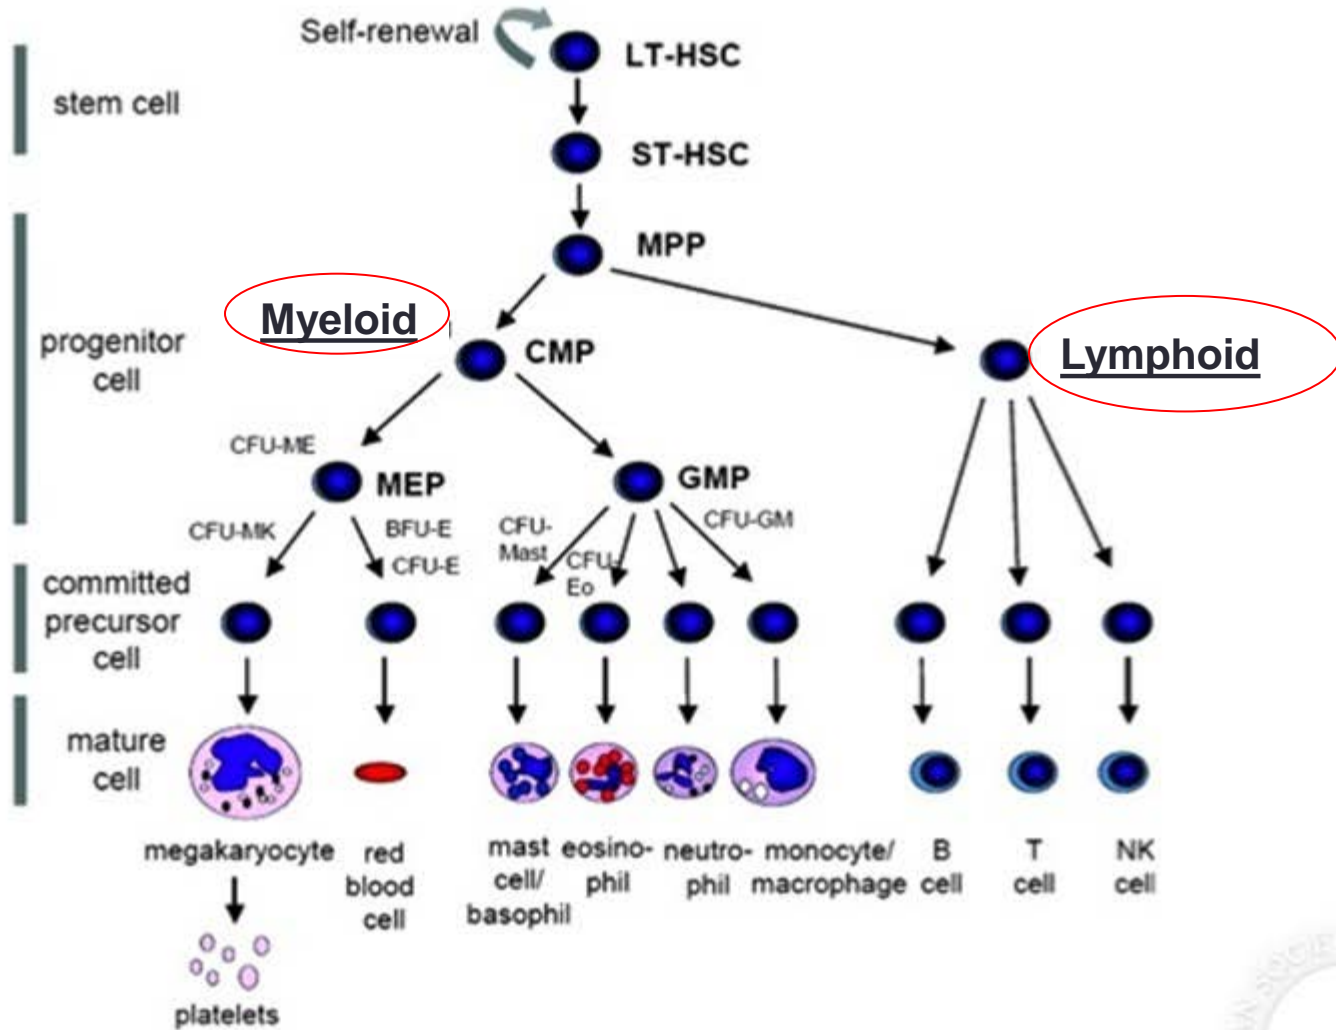 Self-renewal
LT-HSC
stem cell
ST-HSC
MPP
Myeloid
progenitor
cell
CMP
Lymphoid
CFU-ME
MEP
GMP
CFU-MK
BFU-E
CFU-E
CFU-
Mast
CFU-
Eo
CFU-GM
committed
precursor
cell
mature
cell
megakaryocyte
red
blood
cell
mast
cell/
basophil
eosino-
phil
neutro-
phil
monocyte/
macrophage
B
cell
T
cell
NK
cell
platelets